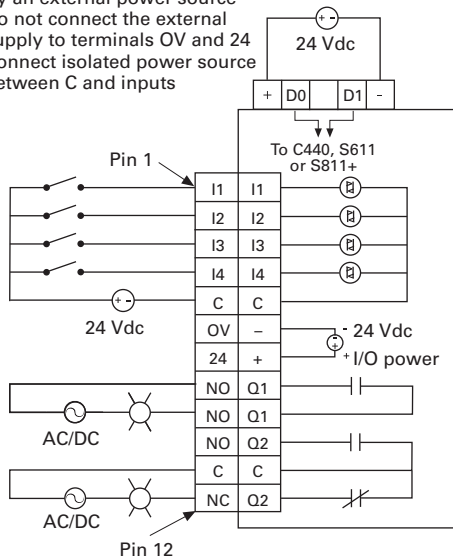 y an external power source
o not connect the external
upply to terminals OV and 24
onnect isolated power source
etween C and inputs
24 Vdc
+ D0 D1 -
To C440, S611
or S811+
Pin 1
I1 I1
I2 I2
I3 I3
I4 I4
C C
24 Vdc
OV –
24 +
- 24 Vdc
+ I/O power
NO Q1
NO Q1
AC/DC
NO Q2
C C
NC Q2
AC/DC
Pin 12